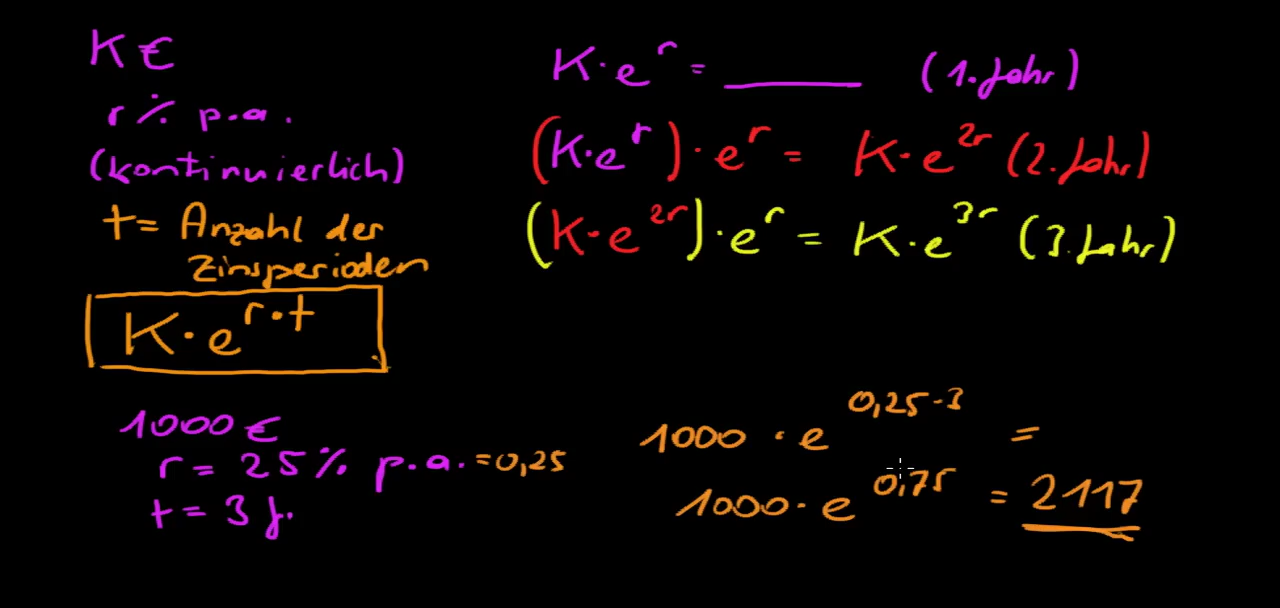 K €
r % p.a.
(kontinuierlich)
t = Anzahl der
Zinsperioden
K · e^r·t
K · e^r = ______ (1. Jahr)
(K · e^r) · e^r = K · e^2r (2. Jahr)
(K · e^2r) · e^r = K · e^3r (3. Jahr)
1000 €
r = 25 % p.a. = 0,25
t = 3 J.
1000 · e^0,25·3 =
1000 · e^0,75 = 2117